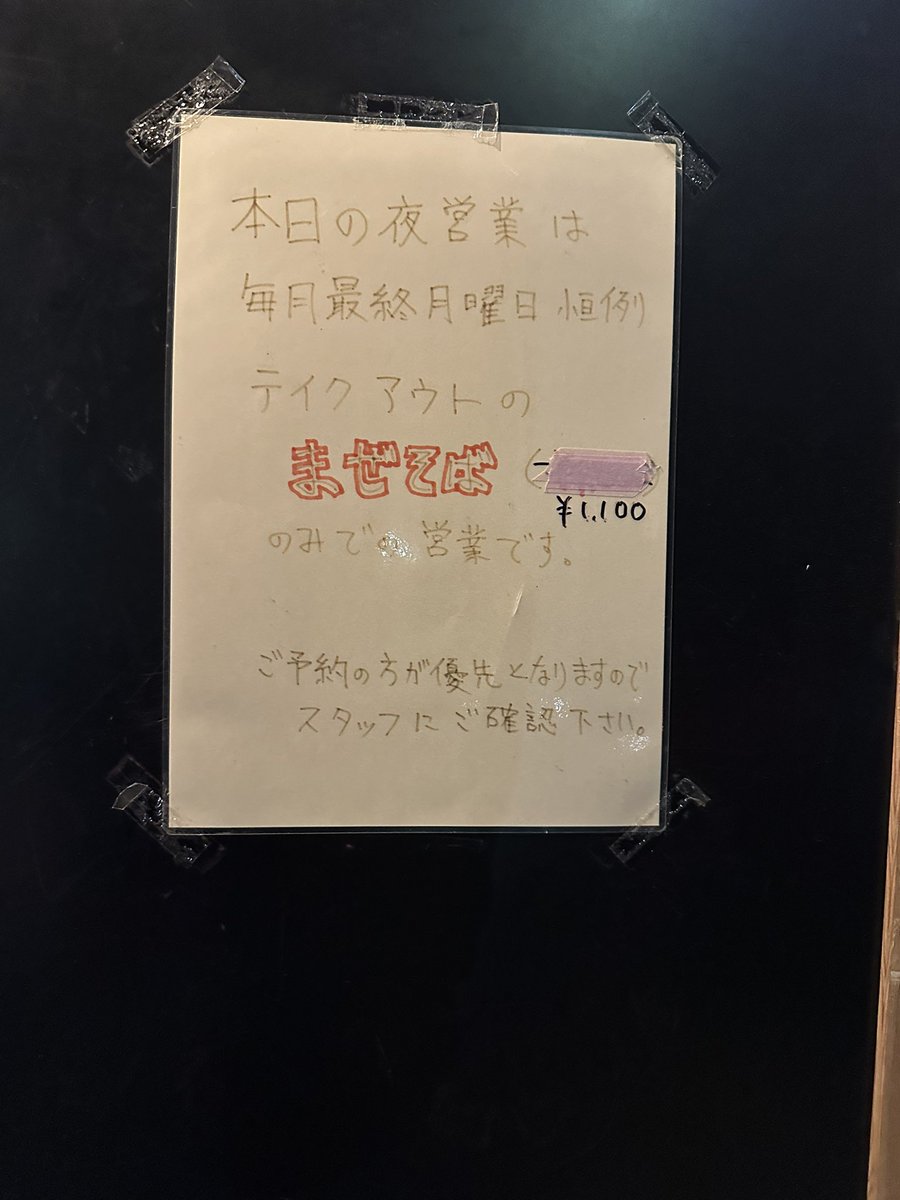 本日の夜営業は
毎月最終月曜日恒例
テイクアウトの
まぜそば
¥1,100
のみでの営業です。
ご予約の方が優先となりますので
スタッフにご確認下さい。